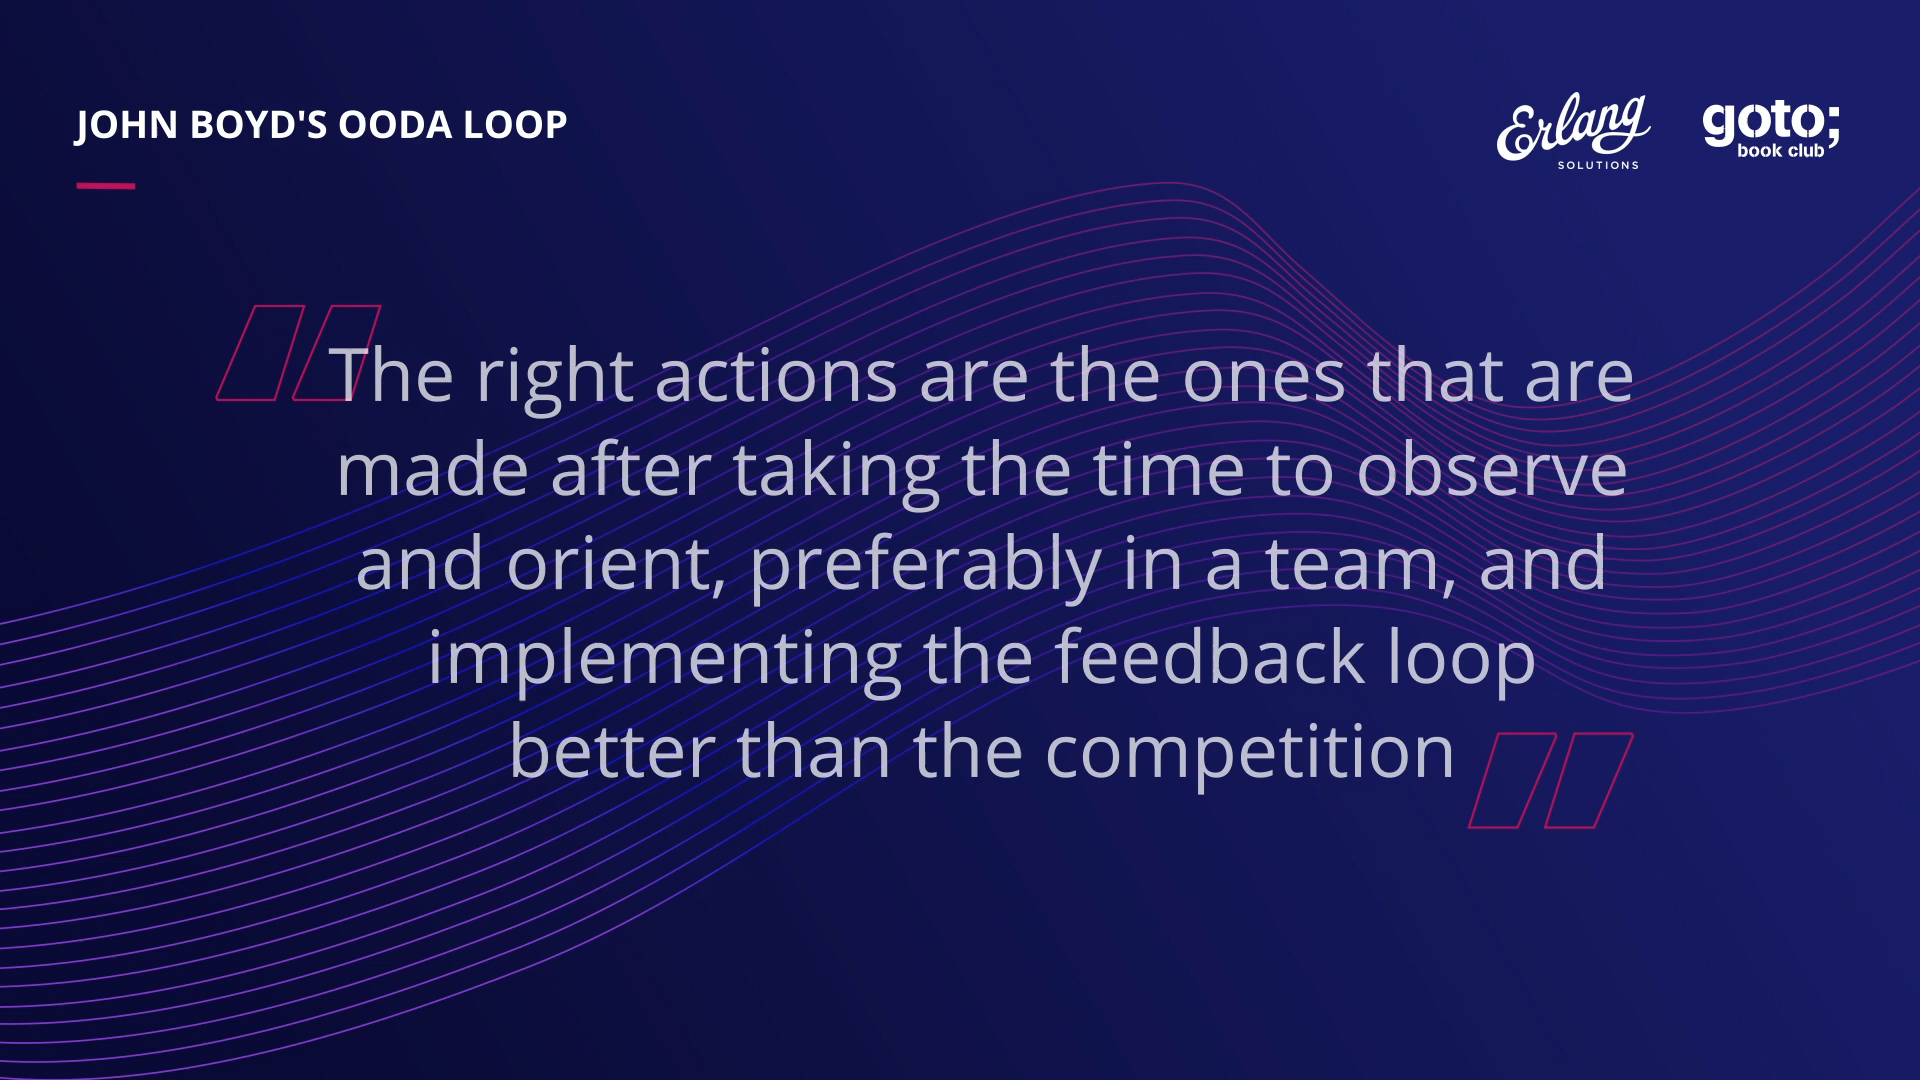 JOHN BOYD'S OODA LOOP
Erlang
SOLUTIONS
goto;
book club
The right actions are the ones that are
made after taking the time to observe
and orient, preferably in a team, and
implementing the feedback loop
better than the competition